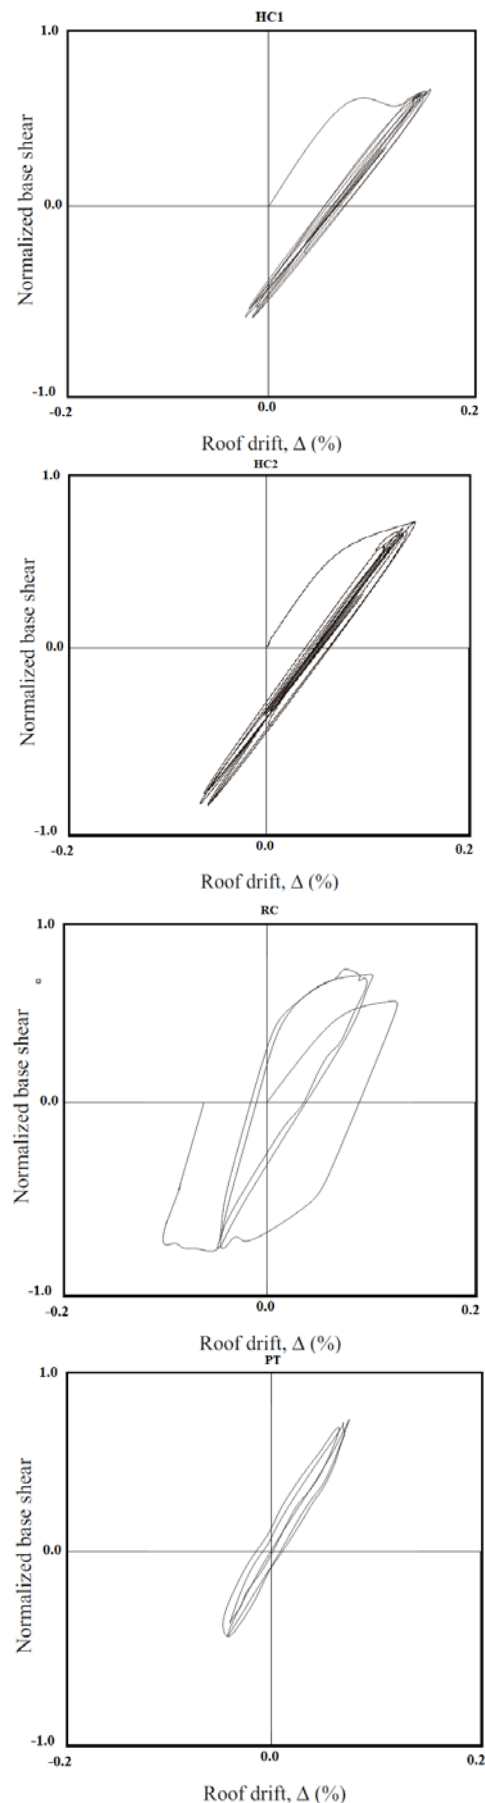 HC1
1.0
Normalized base shear
0.0
-1.0
-0.2 0.0 0.2
Roof drift, Δ (%)
HC2
1.0
Normalized base shear
0.0
-1.0
-0.2 0.0 0.2
Roof drift, Δ (%)
RC
1.0
Normalized base shear
0.0
-1.0
-0.2 0.0 0.2
Roof drift, Δ (%)
PT
1.0
Normalized base shear
0.0
-1.0
-0.2 0.0 0.2
Roof drift, Δ (%)